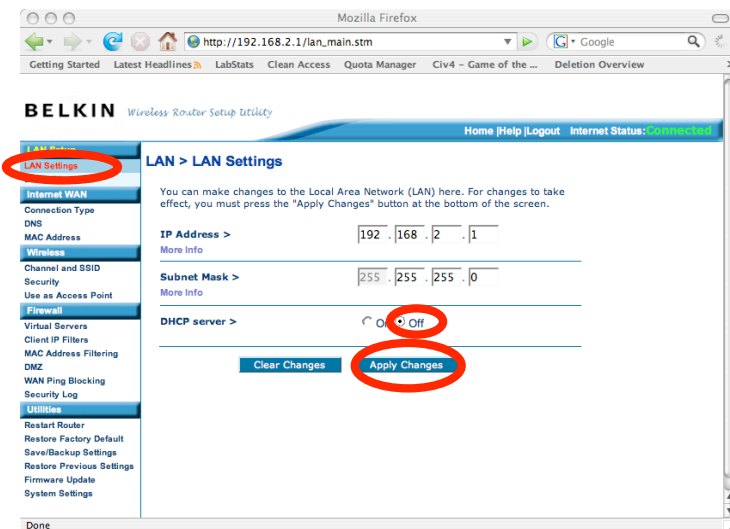 Mozilla Firefox
http://192.168.2.1/lan_main.stm
G Google
Getting Started Latest Headlines LabStats Clean Access Quota Manager Civ4 – Game of the ... Deletion Overview
BELKIN Wireless Router Setup Utility
Home |Help |Logout Internet Status:Connected
LAN Setup
LAN Settings
Internet WAN
Connection Type
DNS
MAC Address
Wireless
Channel and SSID
Security
Use as Access Point
Firewall
Virtual Servers
Client IP Filters
MAC Address Filtering
DMZ
WAN Ping Blocking
Security Log
Utilities
Restart Router
Restore Factory Default
Save/Backup Settings
Restore Previous Settings
Firmware Update
System Settings
LAN > LAN Settings
You can make changes to the Local Area Network (LAN) here. For changes to take
effect, you must press the "Apply Changes" button at the bottom of the screen.
IP Address > 192 . 168 . 2 . 1
More Info
Subnet Mask > 255 . 255 . 255 . 0
More Info
DHCP server > On Off
Clear Changes Apply Changes
Done